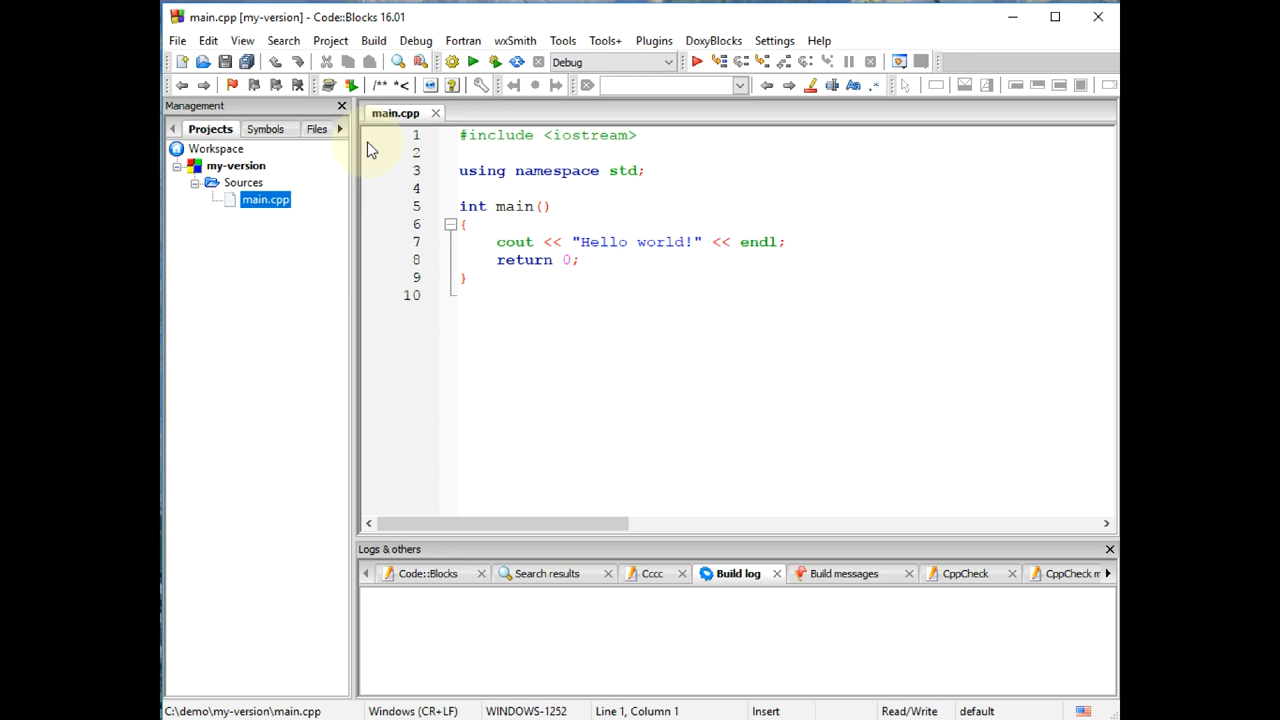 main.cpp [my-version] - Code::Blocks 16.01
File Edit View Search Project Build Debug Fortran wxSmith Tools Tools+ Plugins DoxyBlocks Settings Help
Debug
/** *<
Aa .*
Management
Projects Symbols Files
Workspace
my-version
Sources
main.cpp
main.cpp
1 #include <iostream>
2
3 using namespace std;
4
5 int main()
6 {
7 cout << "Hello world!" << endl;
8 return 0;
9 }
10
Logs & others
Code::Blocks Search results Cccc Build log Build messages CppCheck CppCheck m
C:\demo\my-version\main.cpp Windows (CR+LF) WINDOWS-1252 Line 1, Column 1 Insert Read/Write default